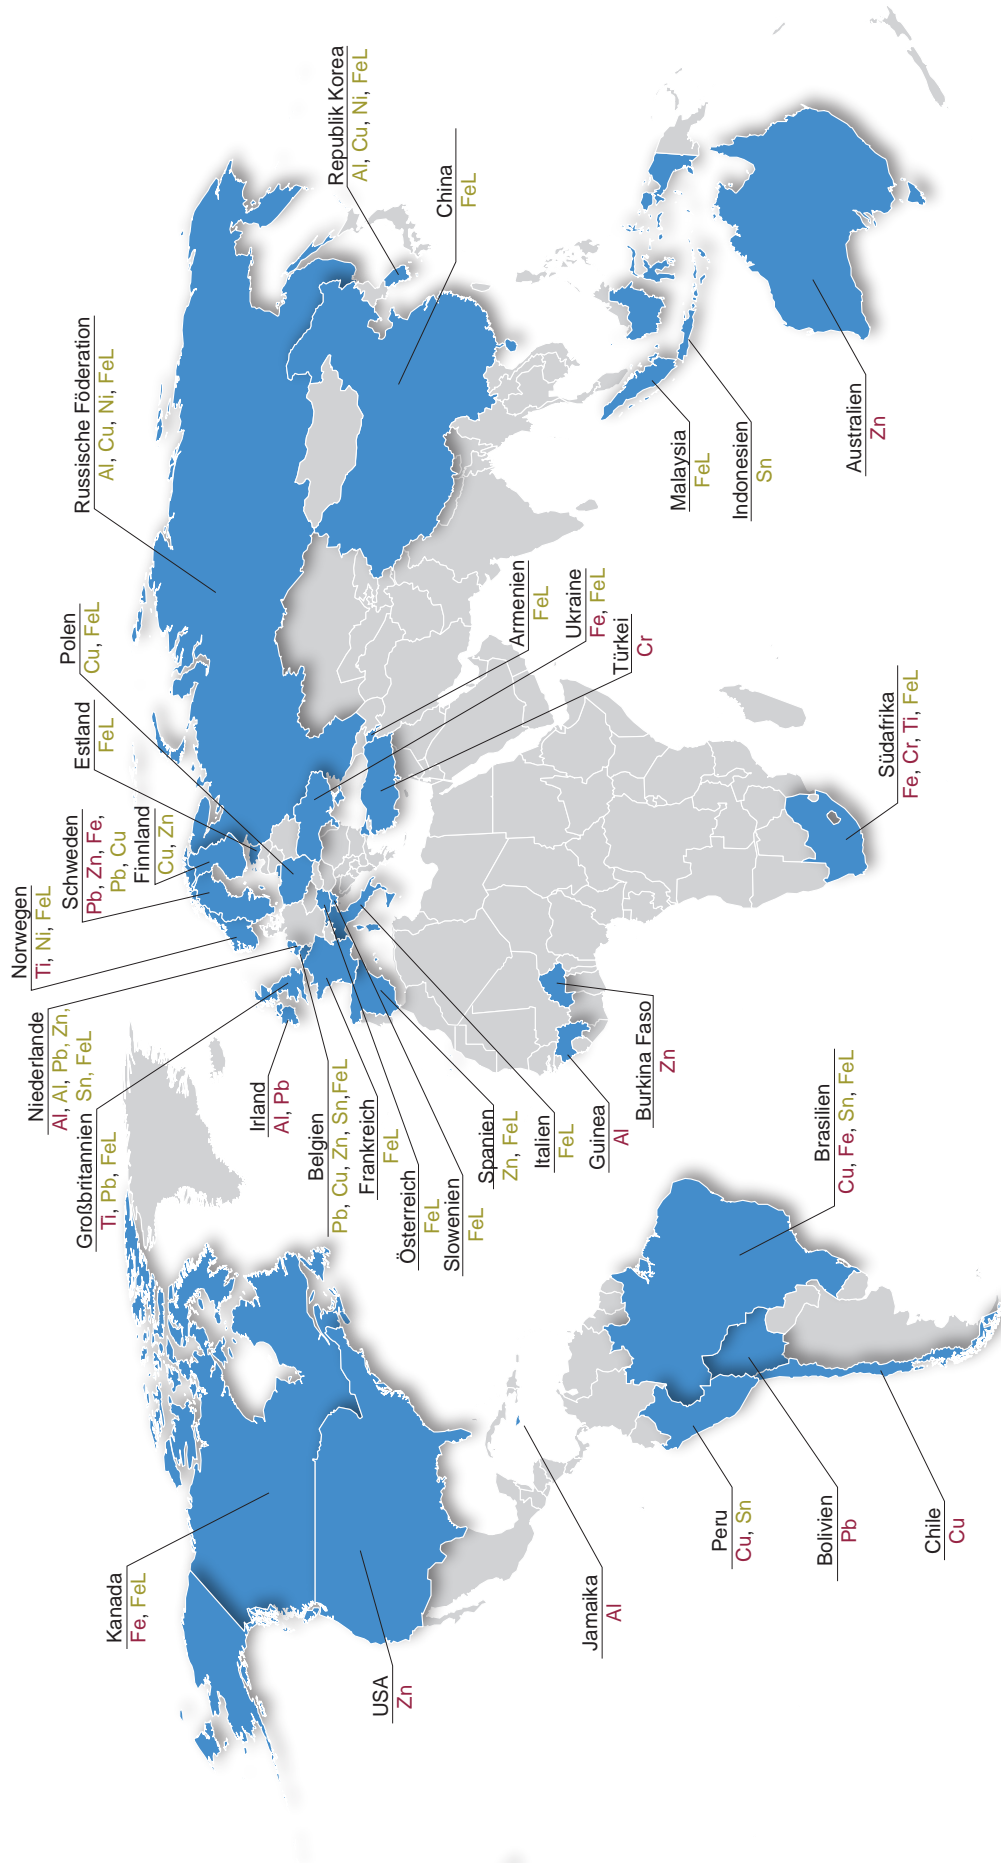 Kanada
Fe, FeL
USA
Zn
Jamaika
Al
Peru
Cu, Sn
Bolivien
Pb
Chile
Cu
Brasilien
Cu, Fe, Sn, FeL
Großbritannien
Ti, Pb, FeL
Niederlande
Al, Al, Pb, Zn,
Sn, FeL
Norwegen
Ti, Ni, FeL
Schweden
Pb, Zn, Fe,
Pb, Cu
Finnland
Cu, Zn
Estland
FeL
Polen
Cu, FeL
Russische Föderation
Al, Cu, Ni, FeL
Republik Korea
Al, Cu, Ni, FeL
China
FeL
Irland
Al, Pb
Belgien
Pb, Cu, Zn, Sn,FeL
Frankreich
FeL
Österreich
FeL
Slowenien
FeL
Spanien
Zn, FeL
Italien
FeL
Guinea
Al
Burkina Faso
Zn
Armenien
FeL
Ukraine
Fe, FeL
Türkei
Cr
Südafrika
Fe, Cr, Ti, FeL
Malaysia
FeL
Indonesien
Sn
Australien
Zn